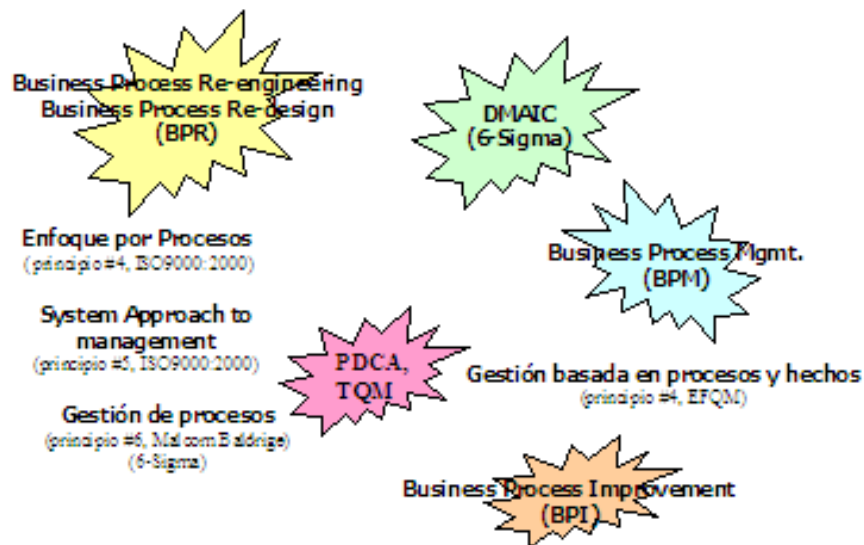 Business Process Re-engineering
Business Process Re-design
(BPR)
DMAIC
(6-Sigma)
Enfoque por Procesos
(principio #4, ISO9000:2000)
Business Process Mgmt.
(BPM)
System Approach to
management
(principio #5, ISO9000:2000)
PDCA,
TQM
Gestión basada en procesos y hechos
(principio #4, EFQM)
Gestión de procesos
(principio #6, Malcom Baldrige)
(6-Sigma)
Business Process Improvement
(BPI)